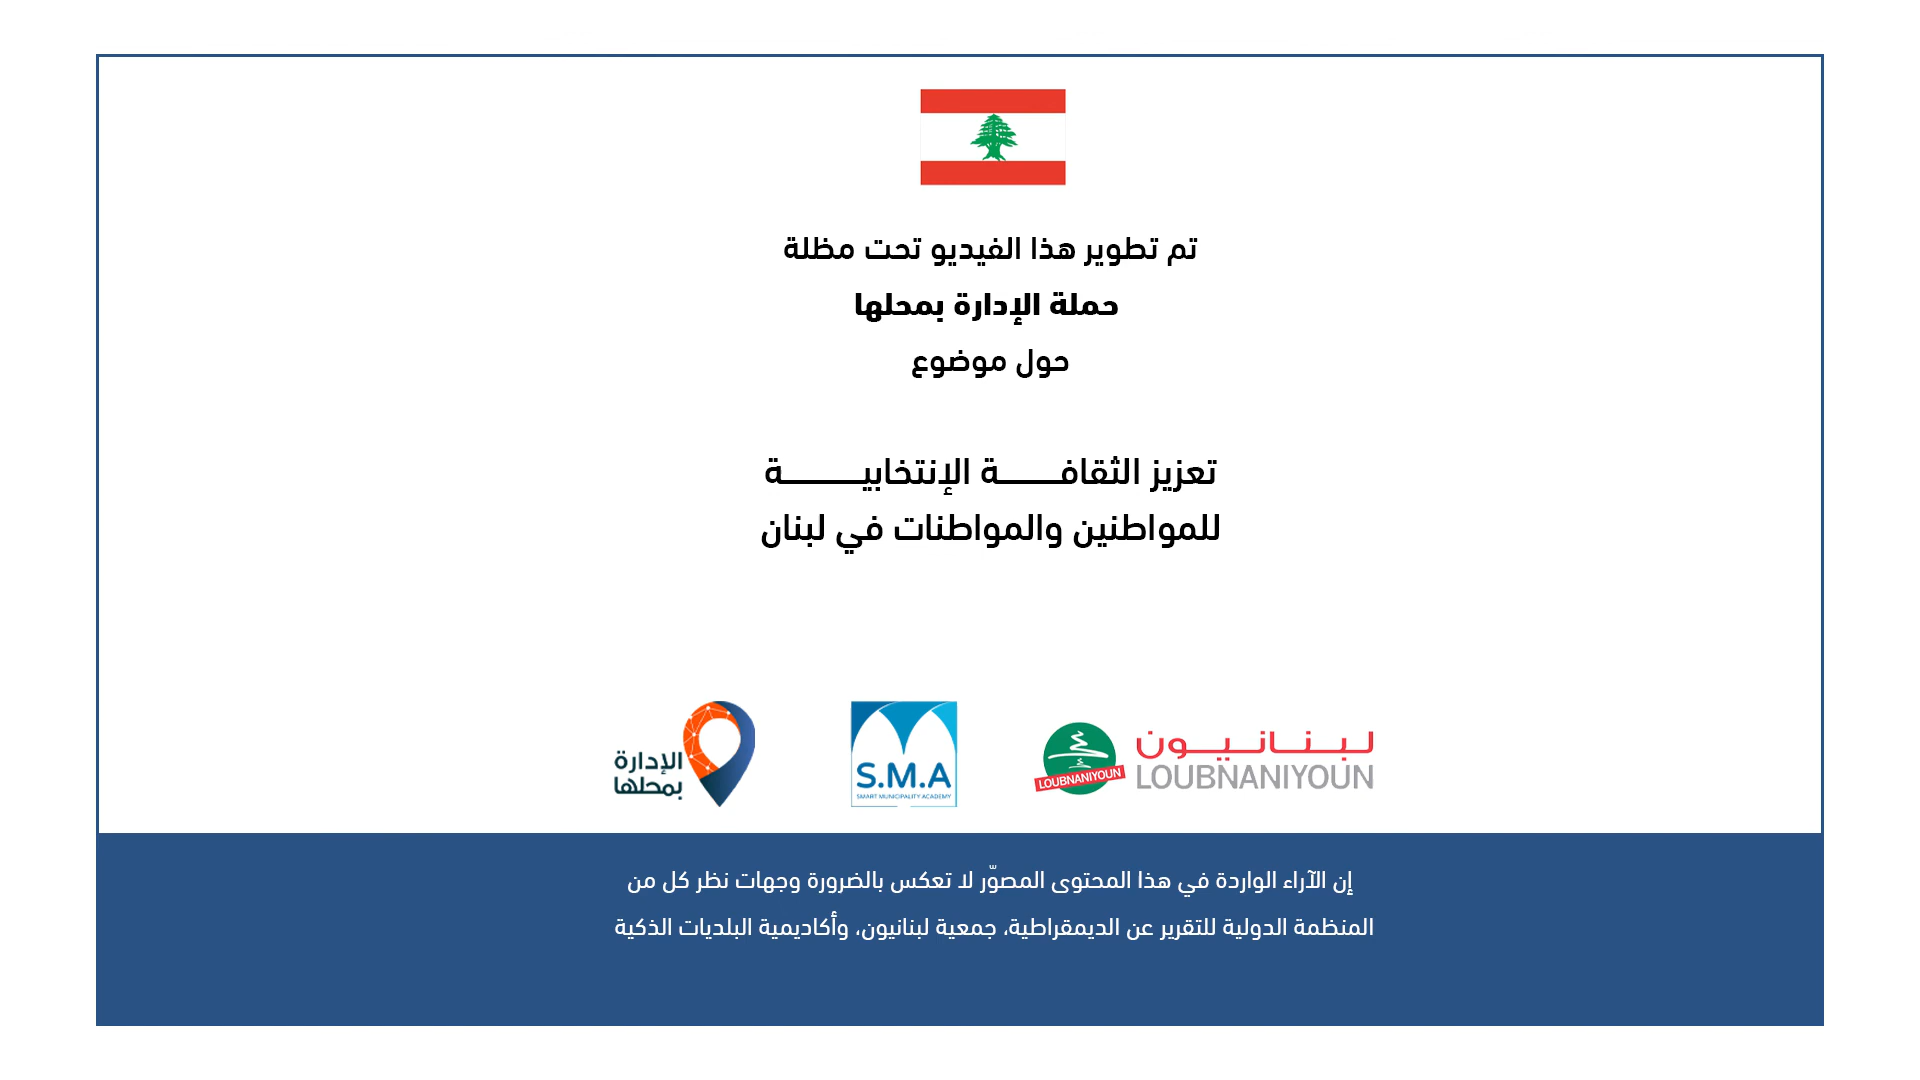 تم تطوير هذا الفيديو تحت مظلة
حملة الإدارة بمحلها
حول موضوع
تعزيز الثقافـــــــــة الإنتخابيـــــــــــــة
للمواطنين والمواطنات في لبنان
لـبـنـانـيـون
LOUBNANIYOUN
LOUBNANIYOUN
S.M.A
SMART MUNICIPALITY ACADEMY
الإدارة
بمحلها
إن الآراء الواردة في هذا المحتوى المصوّر لا تعكس بالضرورة وجهات نظر كل من
المنظمة الدولية للتقرير عن الديمقراطية، جمعية لبنانيون، وأكاديمية البلديات الذكية